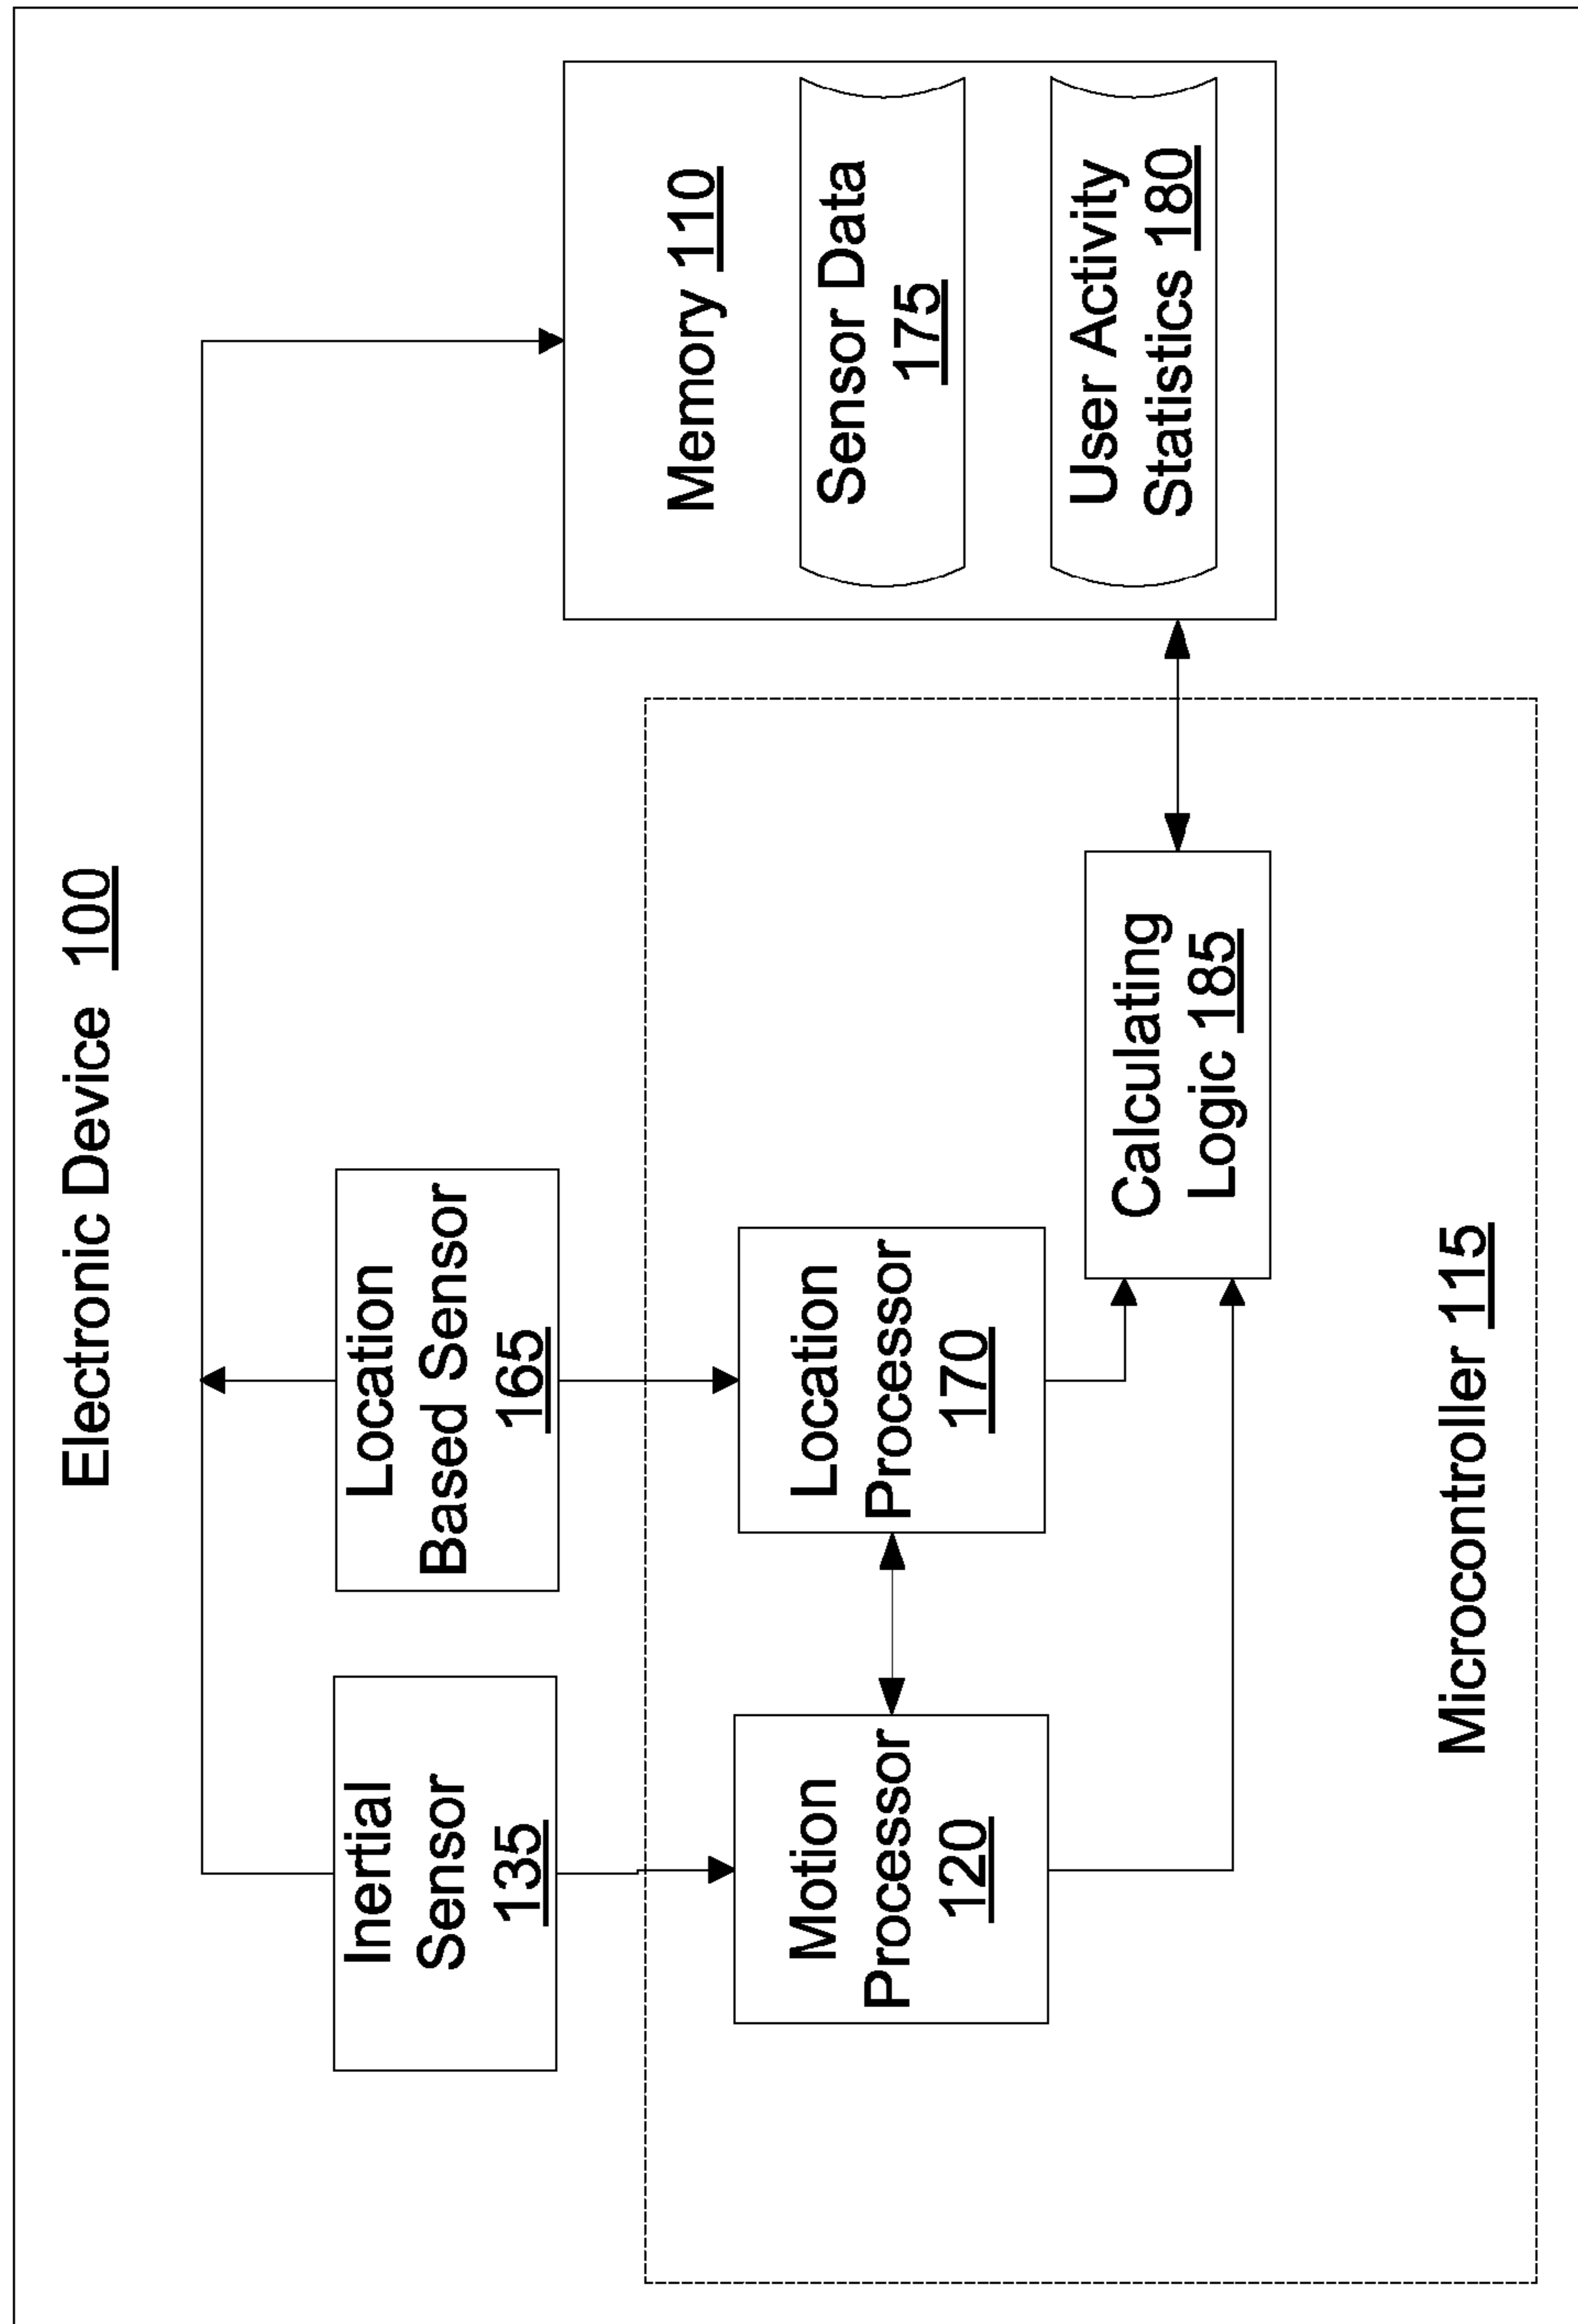 Electronic Device 100
Inertial
Sensor
135
Location
Based Sensor
165
Memory 110
Sensor Data
175
User Activity
Statistics 180
Motion
Processor
120
Location
Processor
170
Calculating
Logic 185
Microcontroller 115